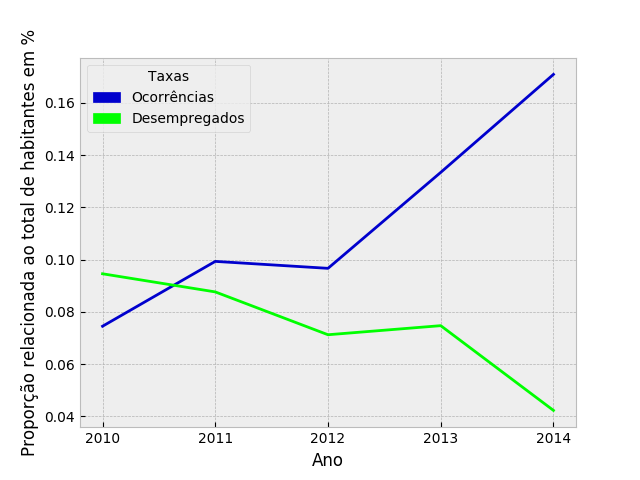 Proporção relacionada ao total de habitantes em %
Taxas
Ocorrências
Desempregados
0.16
0.14
0.12
0.10
0.08
0.06
0.04
2010 2011 2012 2013 2014
Ano